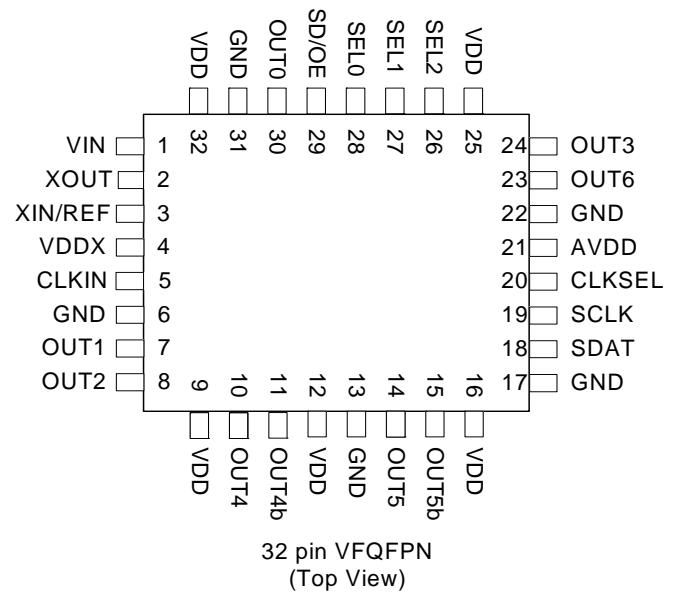 VDD
GND
OUT0
SD/OE
SEL0
SEL1
SEL2
VDD
32
31
30
29
28
27
26
25
VIN 1
XOUT 2
XIN/REF 3
VDDX 4
CLKIN 5
GND 6
OUT1 7
OUT2 8
24 OUT3
23 OUT6
22 GND
21 AVDD
20 CLKSEL
19 SCLK
18 SDAT
17 GND
9
10
11
12
13
14
15
16
VDD
OUT4
OUT4b
VDD
GND
OUT5
OUT5b
VDD
32 pin VFQFPN
(Top View)